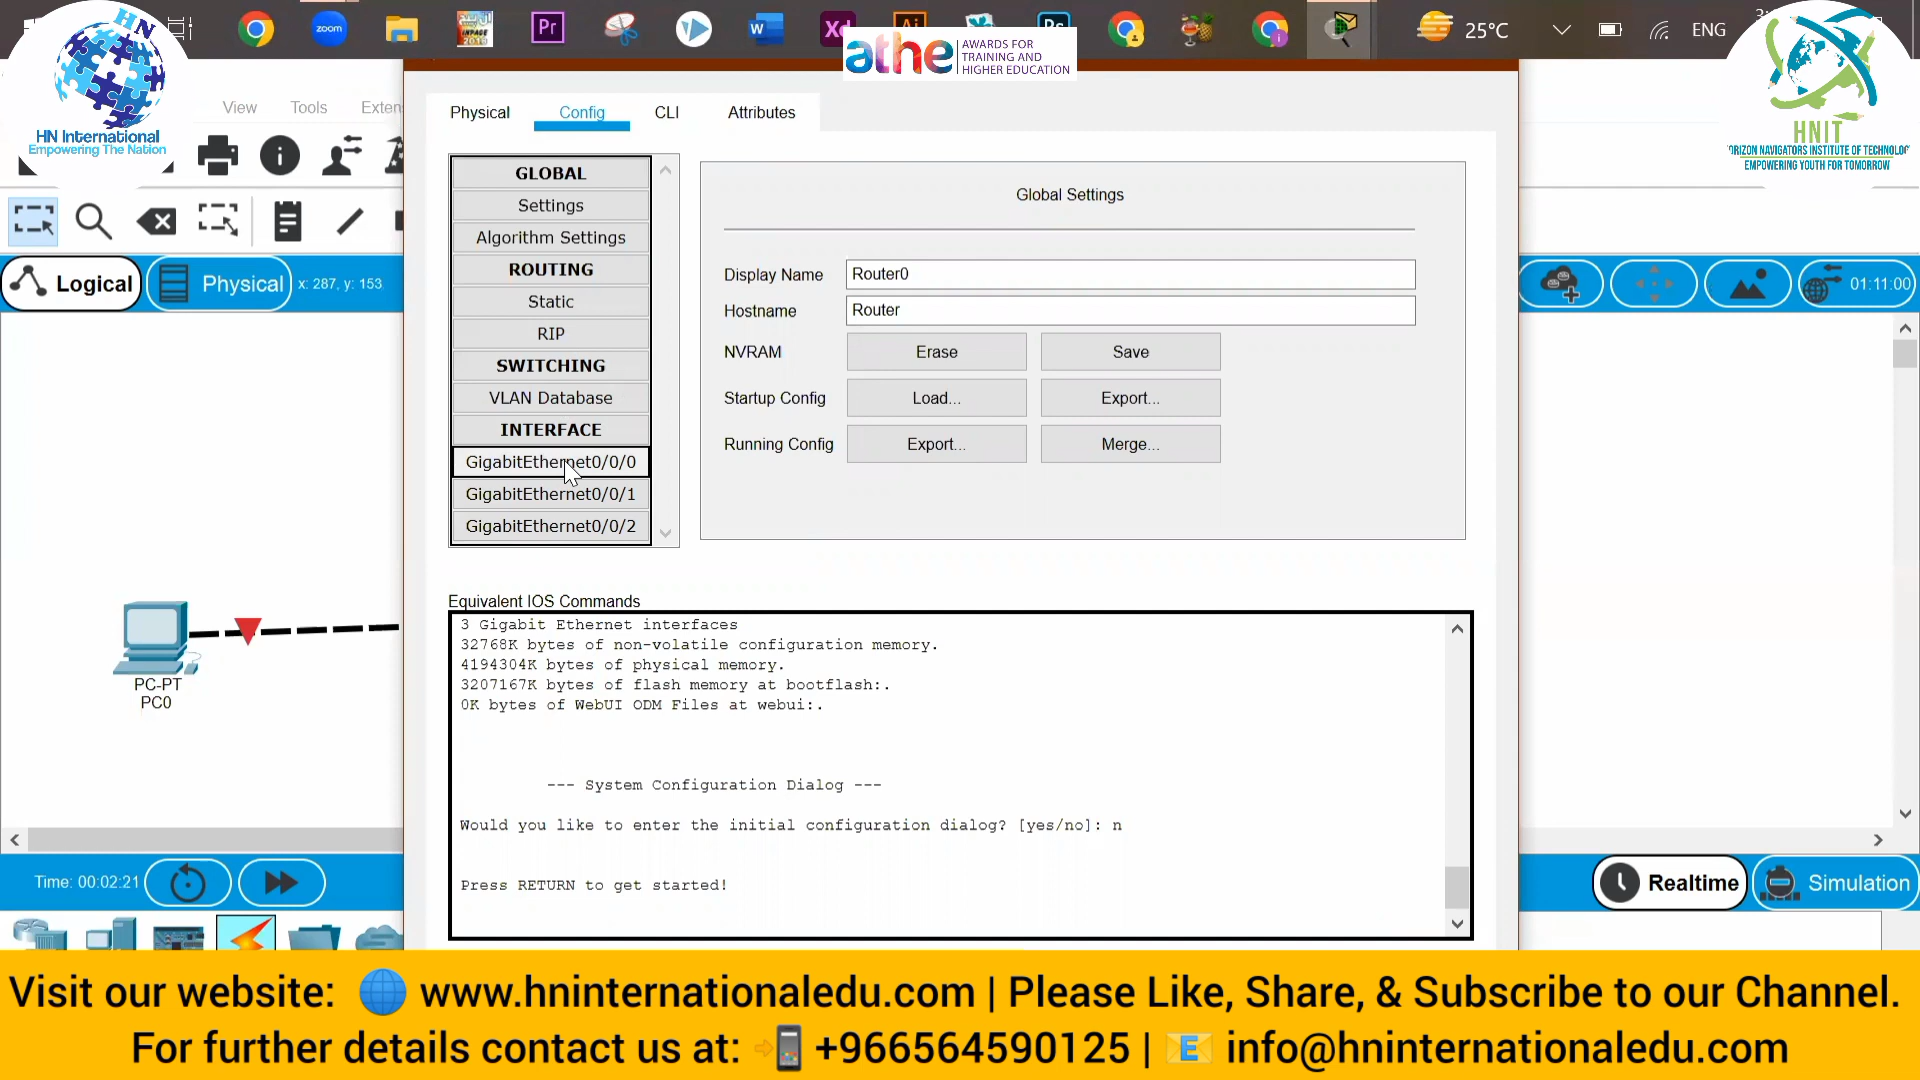 zoom
INPAGE
Pr
W
Xd
Ai
Ps
25°C
ENG
HN
HN International
Empowering The Nation
athe
AWARDS FOR
TRAINING AND
HIGHER EDUCATION
HNIT
EMPOWERING YOUTH FOR TOMORROW
View Tools
Physical Config CLI Attributes
Logical Physical x: 287, y: 153
01:11:00
GLOBAL
Settings
Algorithm Settings
ROUTING
Static
RIP
SWITCHING
VLAN Database
INTERFACE
GigabitEthernet0/0/0
GigabitEthernet0/0/1
GigabitEthernet0/0/2
Global Settings
Display Name Router0
Hostname Router
NVRAM Erase Save
Startup Config Load... Export...
Running Config Export... Merge...
PC-PT
PC0
Equivalent IOS Commands
3 Gigabit Ethernet interfaces
32768K bytes of non-volatile configuration memory.
4194304K bytes of physical memory.
3207167K bytes of flash memory at bootflash:.
0K bytes of WebUI ODM Files at webui:.
--- System Configuration Dialog ---
Would you like to enter the initial configuration dialog? [yes/no]: n
Press RETURN to get started!
Time: 00:02:21
Realtime Simulation
Visit our website: www.hninternationaledu.com | Please Like, Share, & Subscribe to our Channel.
For further details contact us at: +966564590125 | info@hninternationaledu.com